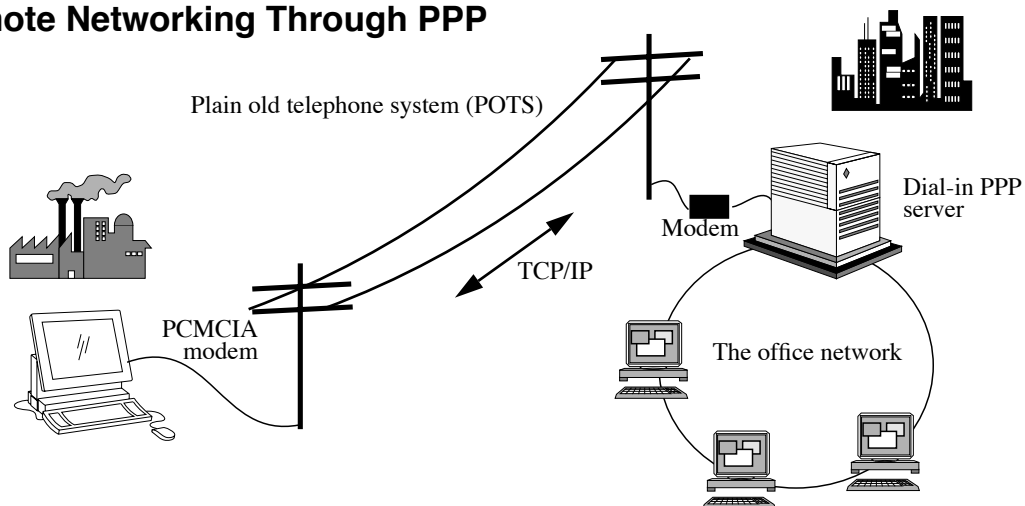 note Networking Through PPP
Plain old telephone system (POTS)
Dial-in PPP
server
Modem
TCP/IP
PCMCIA
modem
The office network